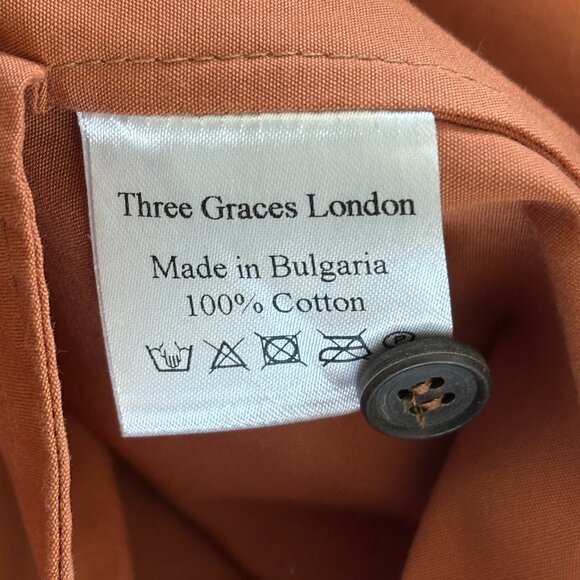 Three Graces London
Made in Bulgaria
100% Cotton
P